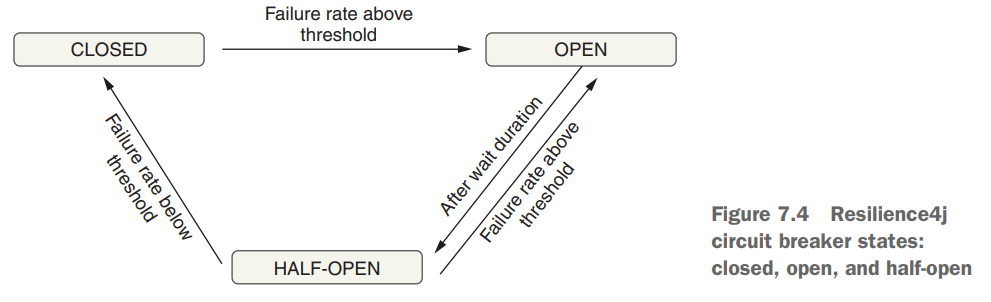 Failure rate above
threshold
CLOSED
OPEN
Failure rate below
threshold
After wait duration
Failure rate above
threshold
HALF-OPEN
Figure 7.4 Resilience4j
circuit breaker states:
closed, open, and half-open